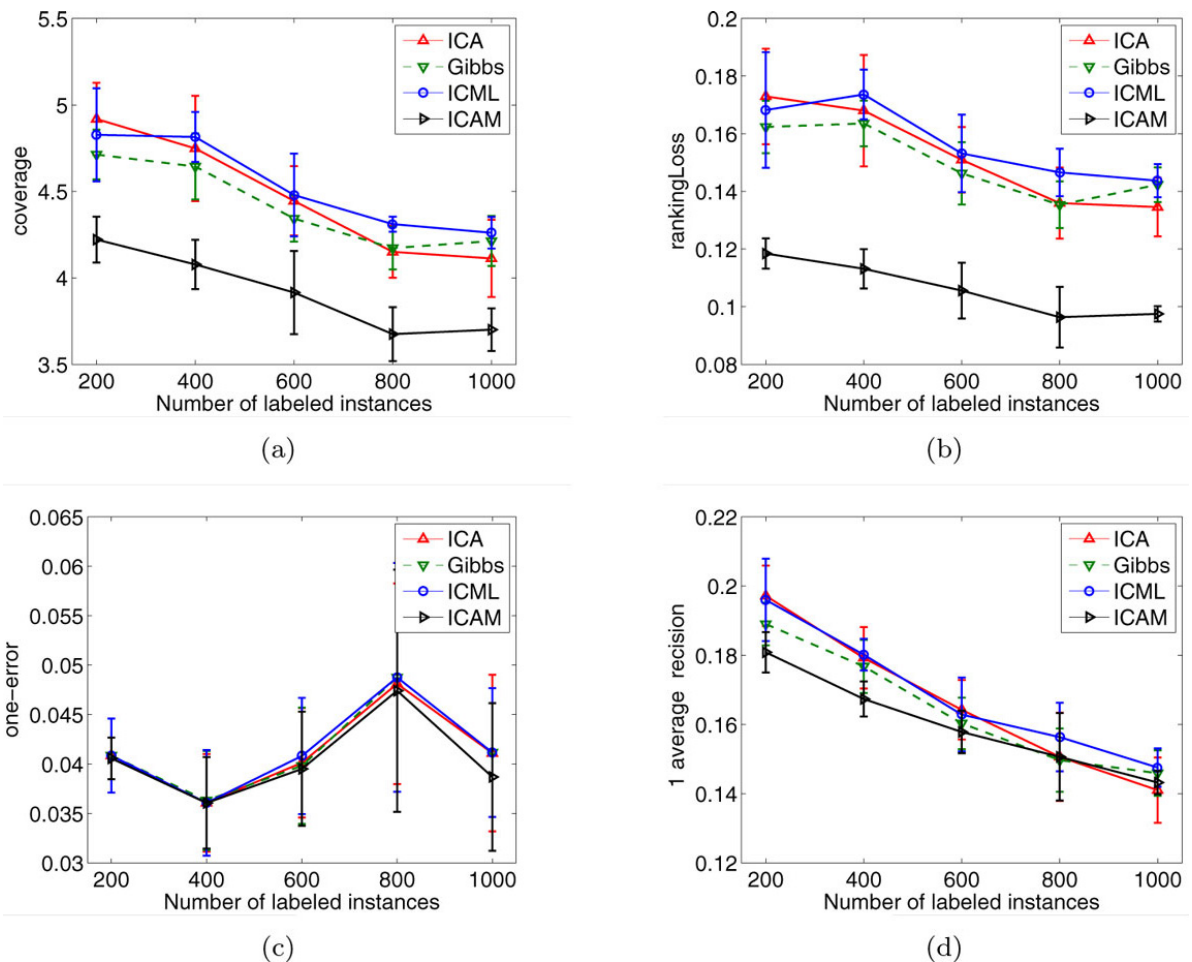 5.5
5
4.5
4
3.5
coverage
ICA
Gibbs
ICML
ICAM
200 400 600 800 1000
Number of labeled instances
(a)
0.2
0.18
0.16
0.14
0.12
0.1
0.08
rankingLoss
ICA
Gibbs
ICML
ICAM
200 400 600 800 1000
Number of labeled instances
(b)
0.065
0.06
0.055
0.05
0.045
0.04
0.035
0.03
one-error
ICA
Gibbs
ICML
ICAM
200 400 600 800 1000
Number of labeled instances
(c)
0.22
0.2
0.18
0.16
0.14
0.12
1 average recision
ICA
Gibbs
ICML
ICAM
200 400 600 800 1000
Number of labeled instances
(d)